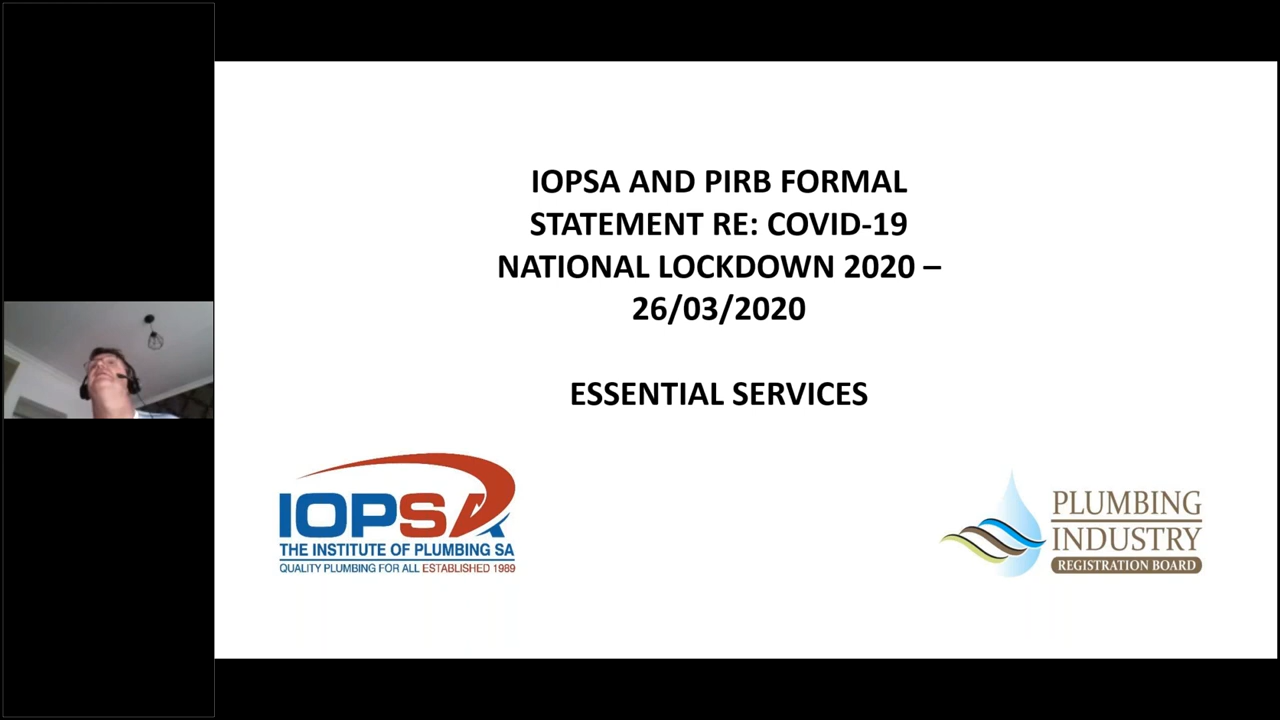 IOPSA AND PIRB FORMAL
STATEMENT RE: COVID-19
NATIONAL LOCKDOWN 2020 –
26/03/2020
ESSENTIAL SERVICES
IOPSA
THE INSTITUTE OF PLUMBING SA
QUALITY PLUMBING FOR ALL ESTABLISHED 1989
PLUMBING
INDUSTRY
REGISTRATION BOARD